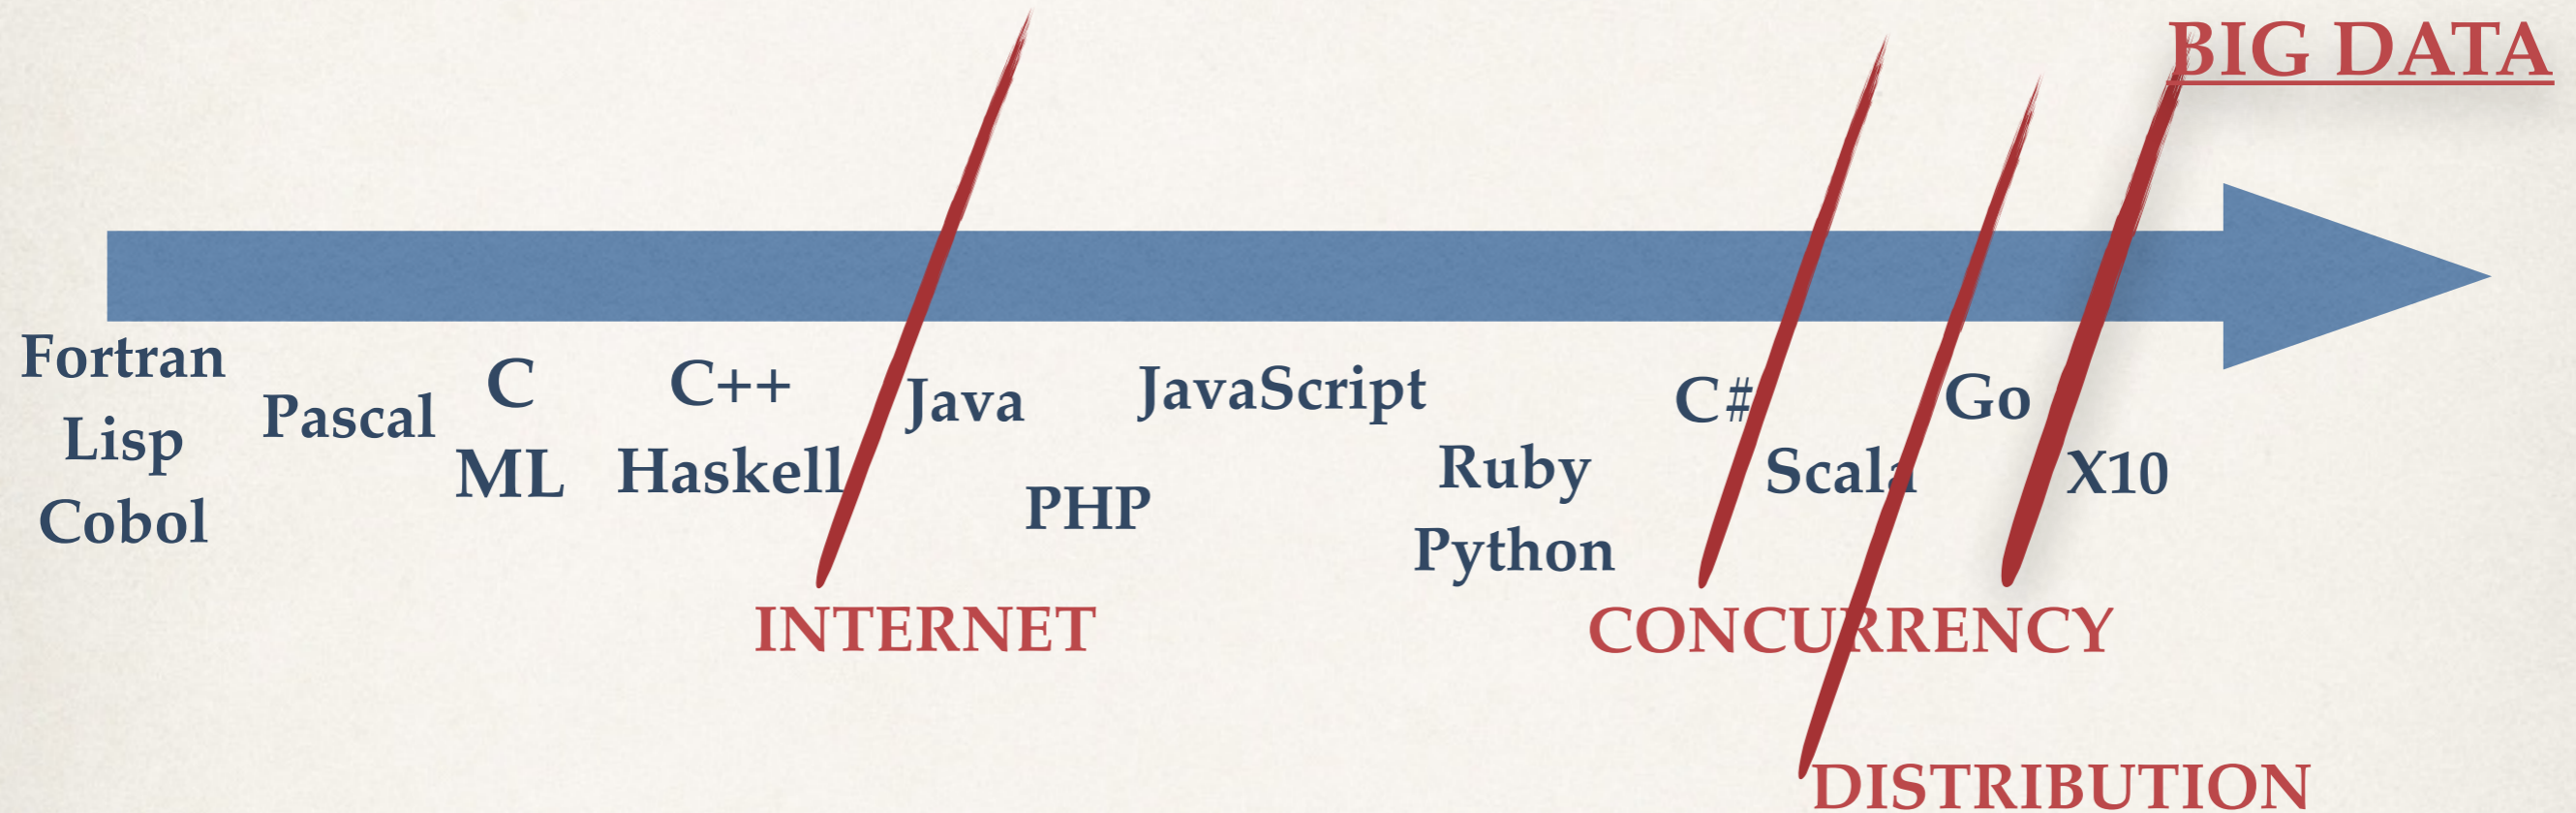 BIG DATA
Fortran
Lisp
Cobol
Pascal
C
ML
C++
Haskell
Java
PHP
JavaScript
Ruby
Python
C#
Scala
Go
X10
INTERNET
CONCURRENCY
DISTRIBUTION